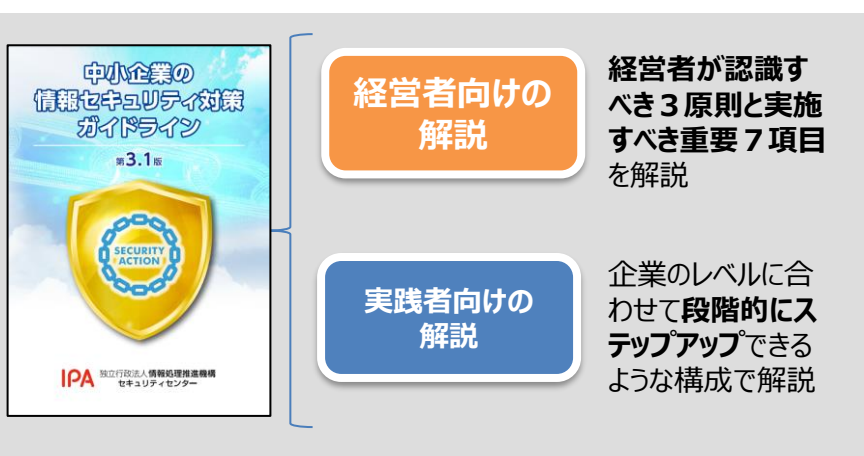 中小企業の
情報セキュリティ対策
ガイドライン
第3.1版
SECURITY
ACTION
IPA 独立行政法人情報処理推進機構
セキュリティセンター
経営者向けの
解説
経営者が認識す
べき３原則と実施
すべき重要７項目
を解説
実践者向けの
解説
企業のレベルに合
わせて段階的にス
テップアップできる
ような構成で解説